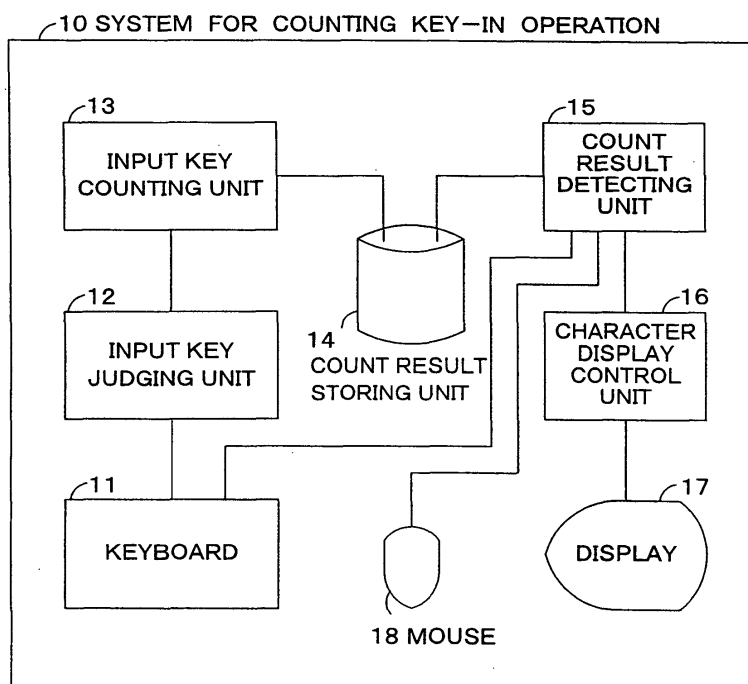 10 SYSTEM FOR COUNTING KEY-IN OPERATION
13
INPUT KEY
COUNTING UNIT
15
COUNT
RESULT
DETECTING
UNIT
12
INPUT KEY
JUDGING UNIT
14
COUNT RESULT
STORING UNIT
16
CHARACTER
DISPLAY
CONTROL
UNIT
11
KEYBOARD
18 MOUSE
17
DISPLAY